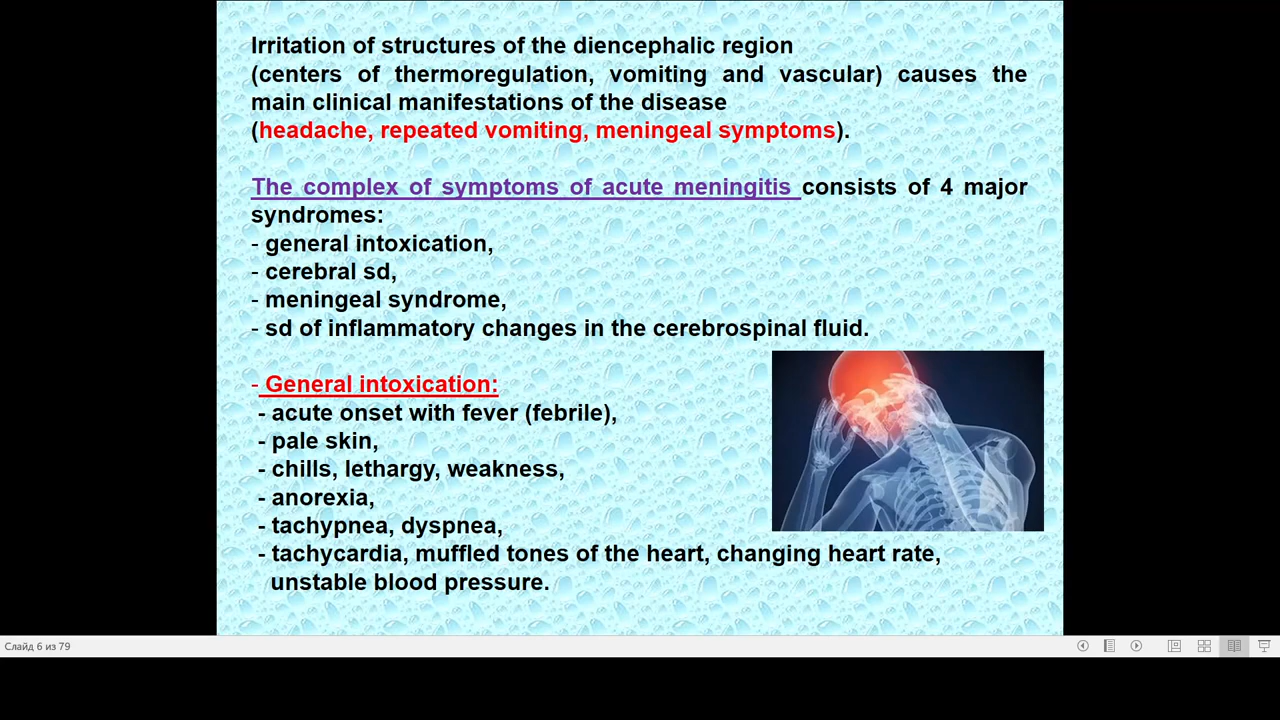 Irritation of structures of the diencephalic region
(centers of thermoregulation, vomiting and vascular) causes the
main clinical manifestations of the disease
(headache, repeated vomiting, meningeal symptoms).
The complex of symptoms of acute meningitis consists of 4 major
syndromes:
- general intoxication,
- cerebral sd,
- meningeal syndrome,
- sd of inflammatory changes in the cerebrospinal fluid.
- General intoxication:
- acute onset with fever (febrile),
- pale skin,
- chills, lethargy, weakness,
- anorexia,
- tachypnea, dyspnea,
- tachycardia, muffled tones of the heart, changing heart rate,
unstable blood pressure.
Слайд 6 из 79